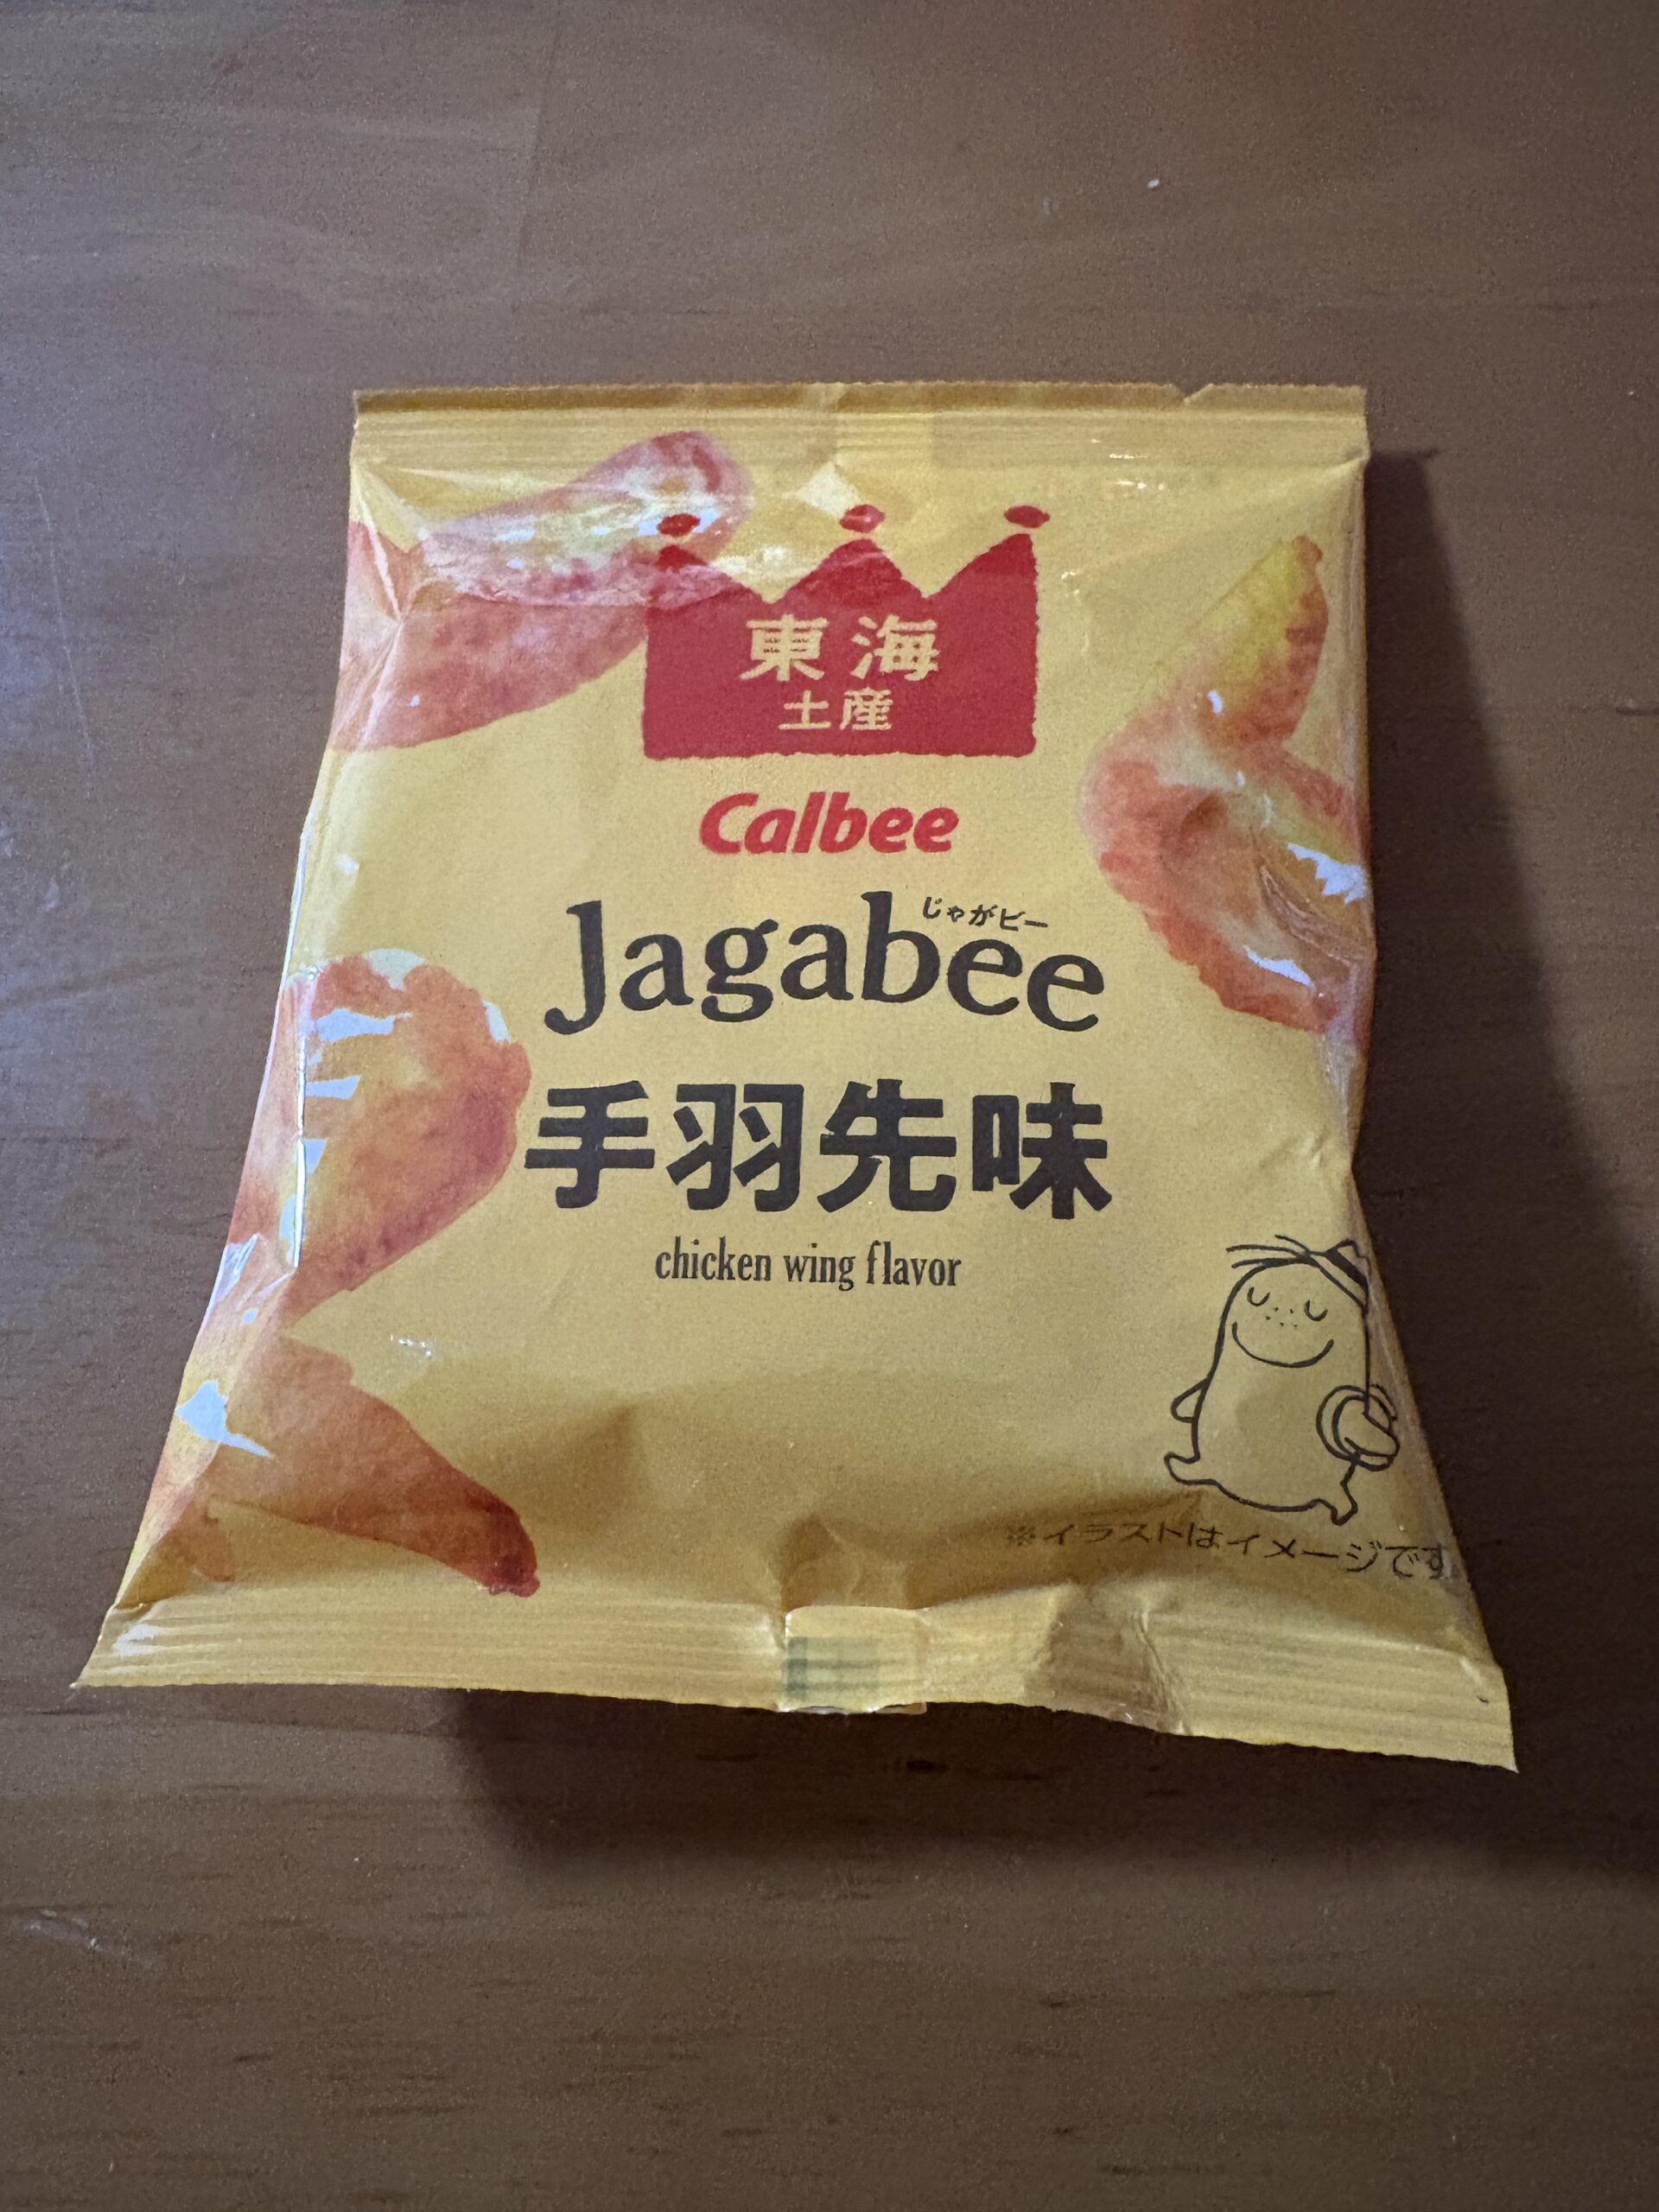 東海
土産
Calbee
じゃがビー
Jagabee
手羽先味
chicken wing flavor
※イラストはイメージです